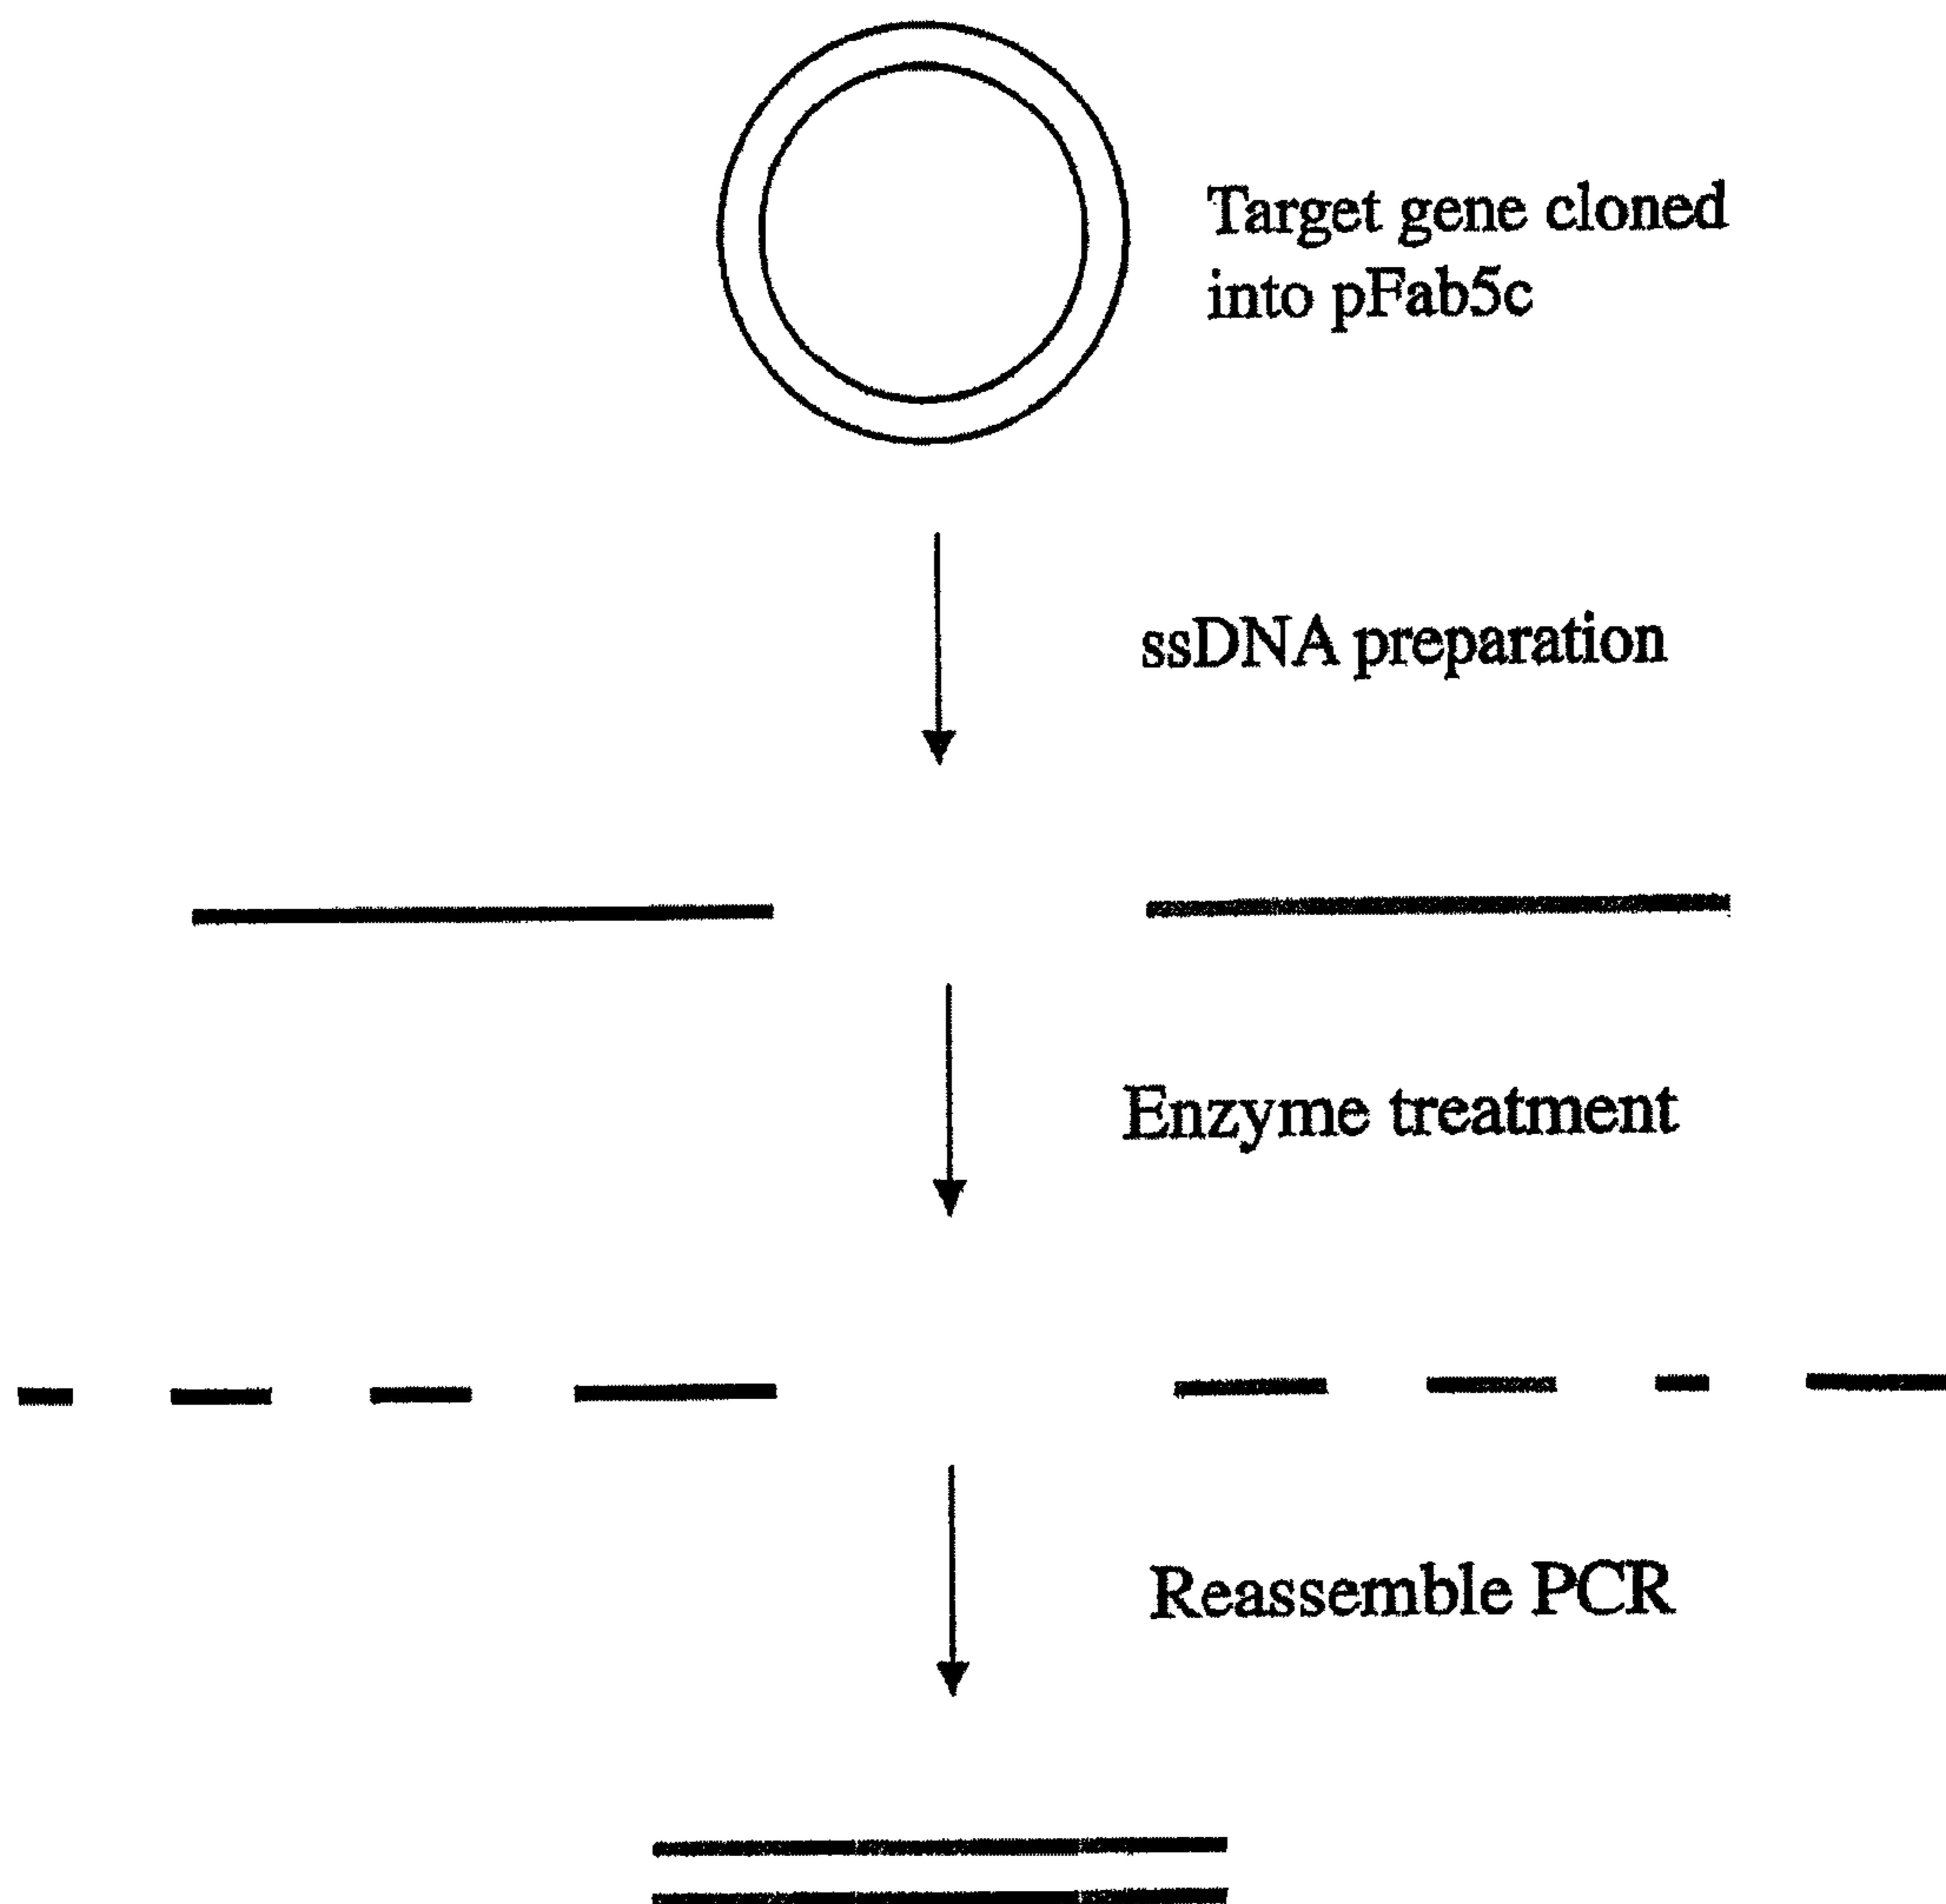 Target gene cloned
into pFab5c
ssDNA preparation
Enzyme treatment
Reassemble PCR